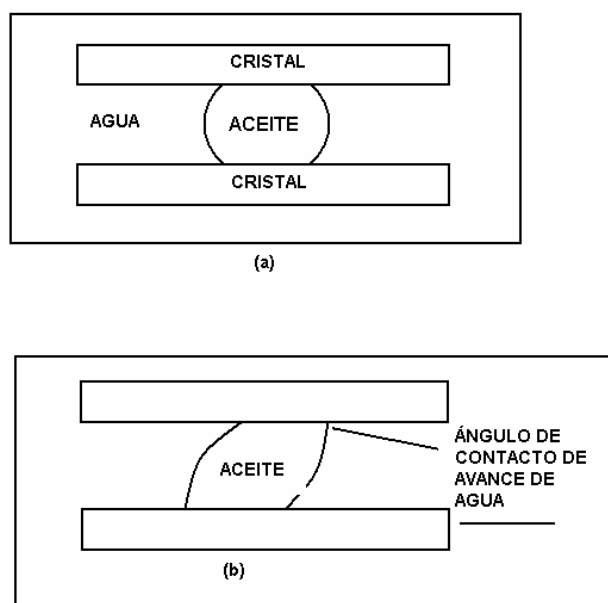 CRISTAL
AGUA
ACEITE
CRISTAL
(a)
ACEITE
ÁNGULO DE
CONTACTO DE
AVANCE DE
AGUA
(b)